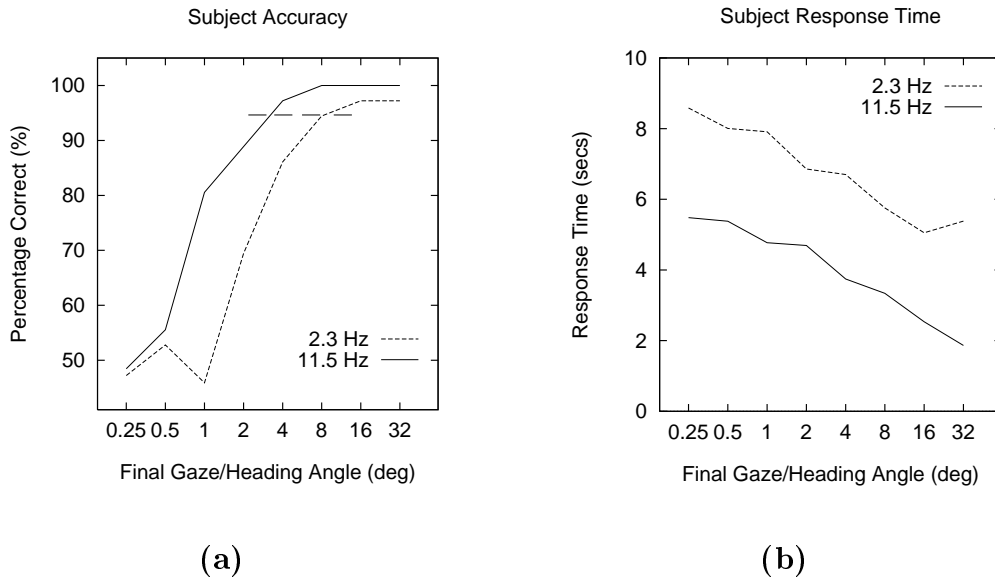 Subject Accuracy
Percentage Correct (%)
100
90
80
70
60
50
2.3 Hz
11.5 Hz
0.25 0.5 1 2 4 8 16 32
Final Gaze/Heading Angle (deg)
(a)
Subject Response Time
Response Time (secs)
10
8
6
4
2
0
2.3 Hz
11.5 Hz
0.25 0.5 1 2 4 8 16 32
Final Gaze/Heading Angle (deg)
(b)